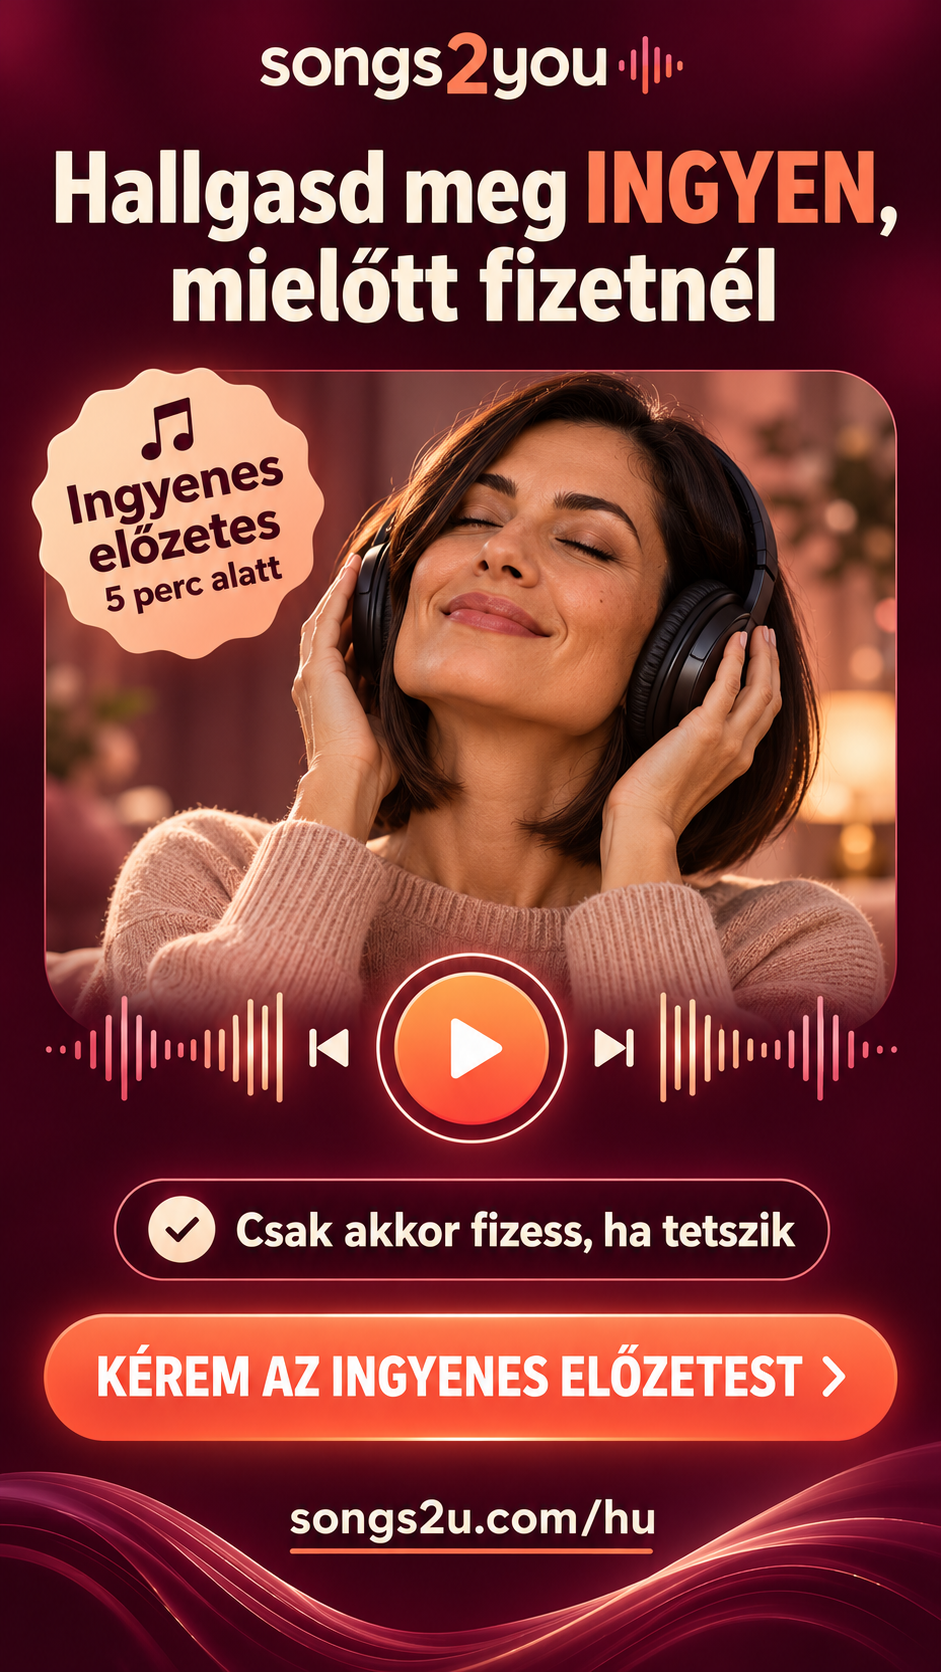 songs2you
Hallgasd meg INGYEN,
mielőtt fizetnél
Ingyenes
előzetes
5 perc alatt
Csak akkor fizess, ha tetszik
KÉREM AZ INGYENES ELŐZETEST
songs2u.com/hu